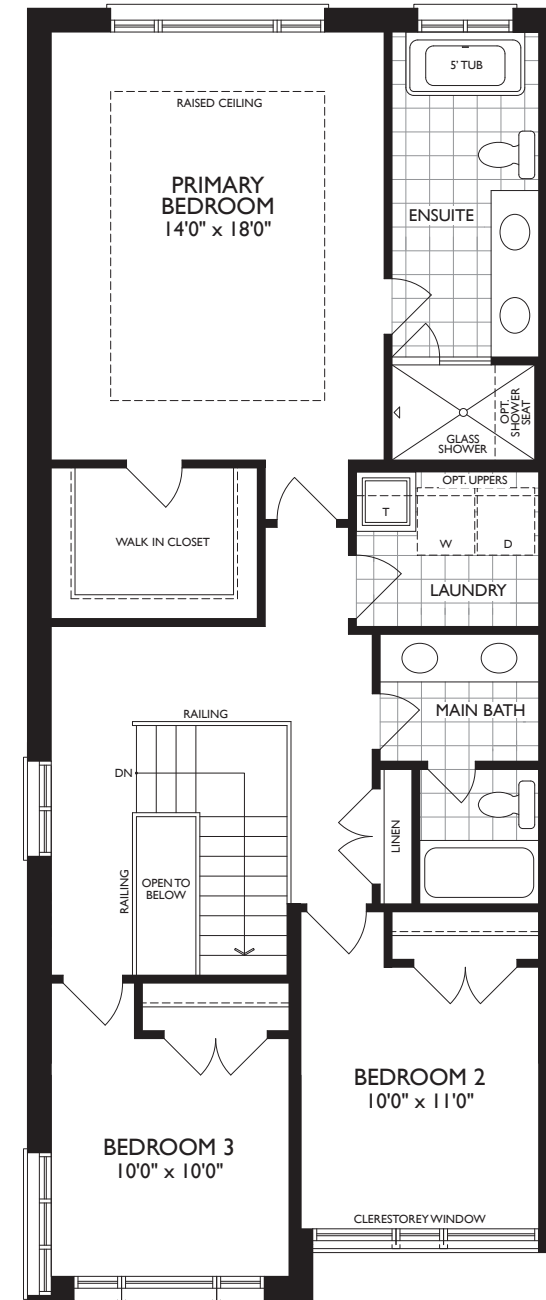 5' TUB
RAISED CEILING
PRIMARY
BEDROOM
14'0" x 18'0"
ENSUITE
OPT.
SHOWER
SEAT
GLASS
SHOWER
OPT. UPPERS
T
W
D
WALK IN CLOSET
LAUNDRY
RAILING
MAIN BATH
DN
LINEN
RAILING
OPEN TO
BELOW
BEDROOM 2
10'0" x 11'0"
BEDROOM 3
10'0" x 10'0"
CLERESTOREY WINDOW